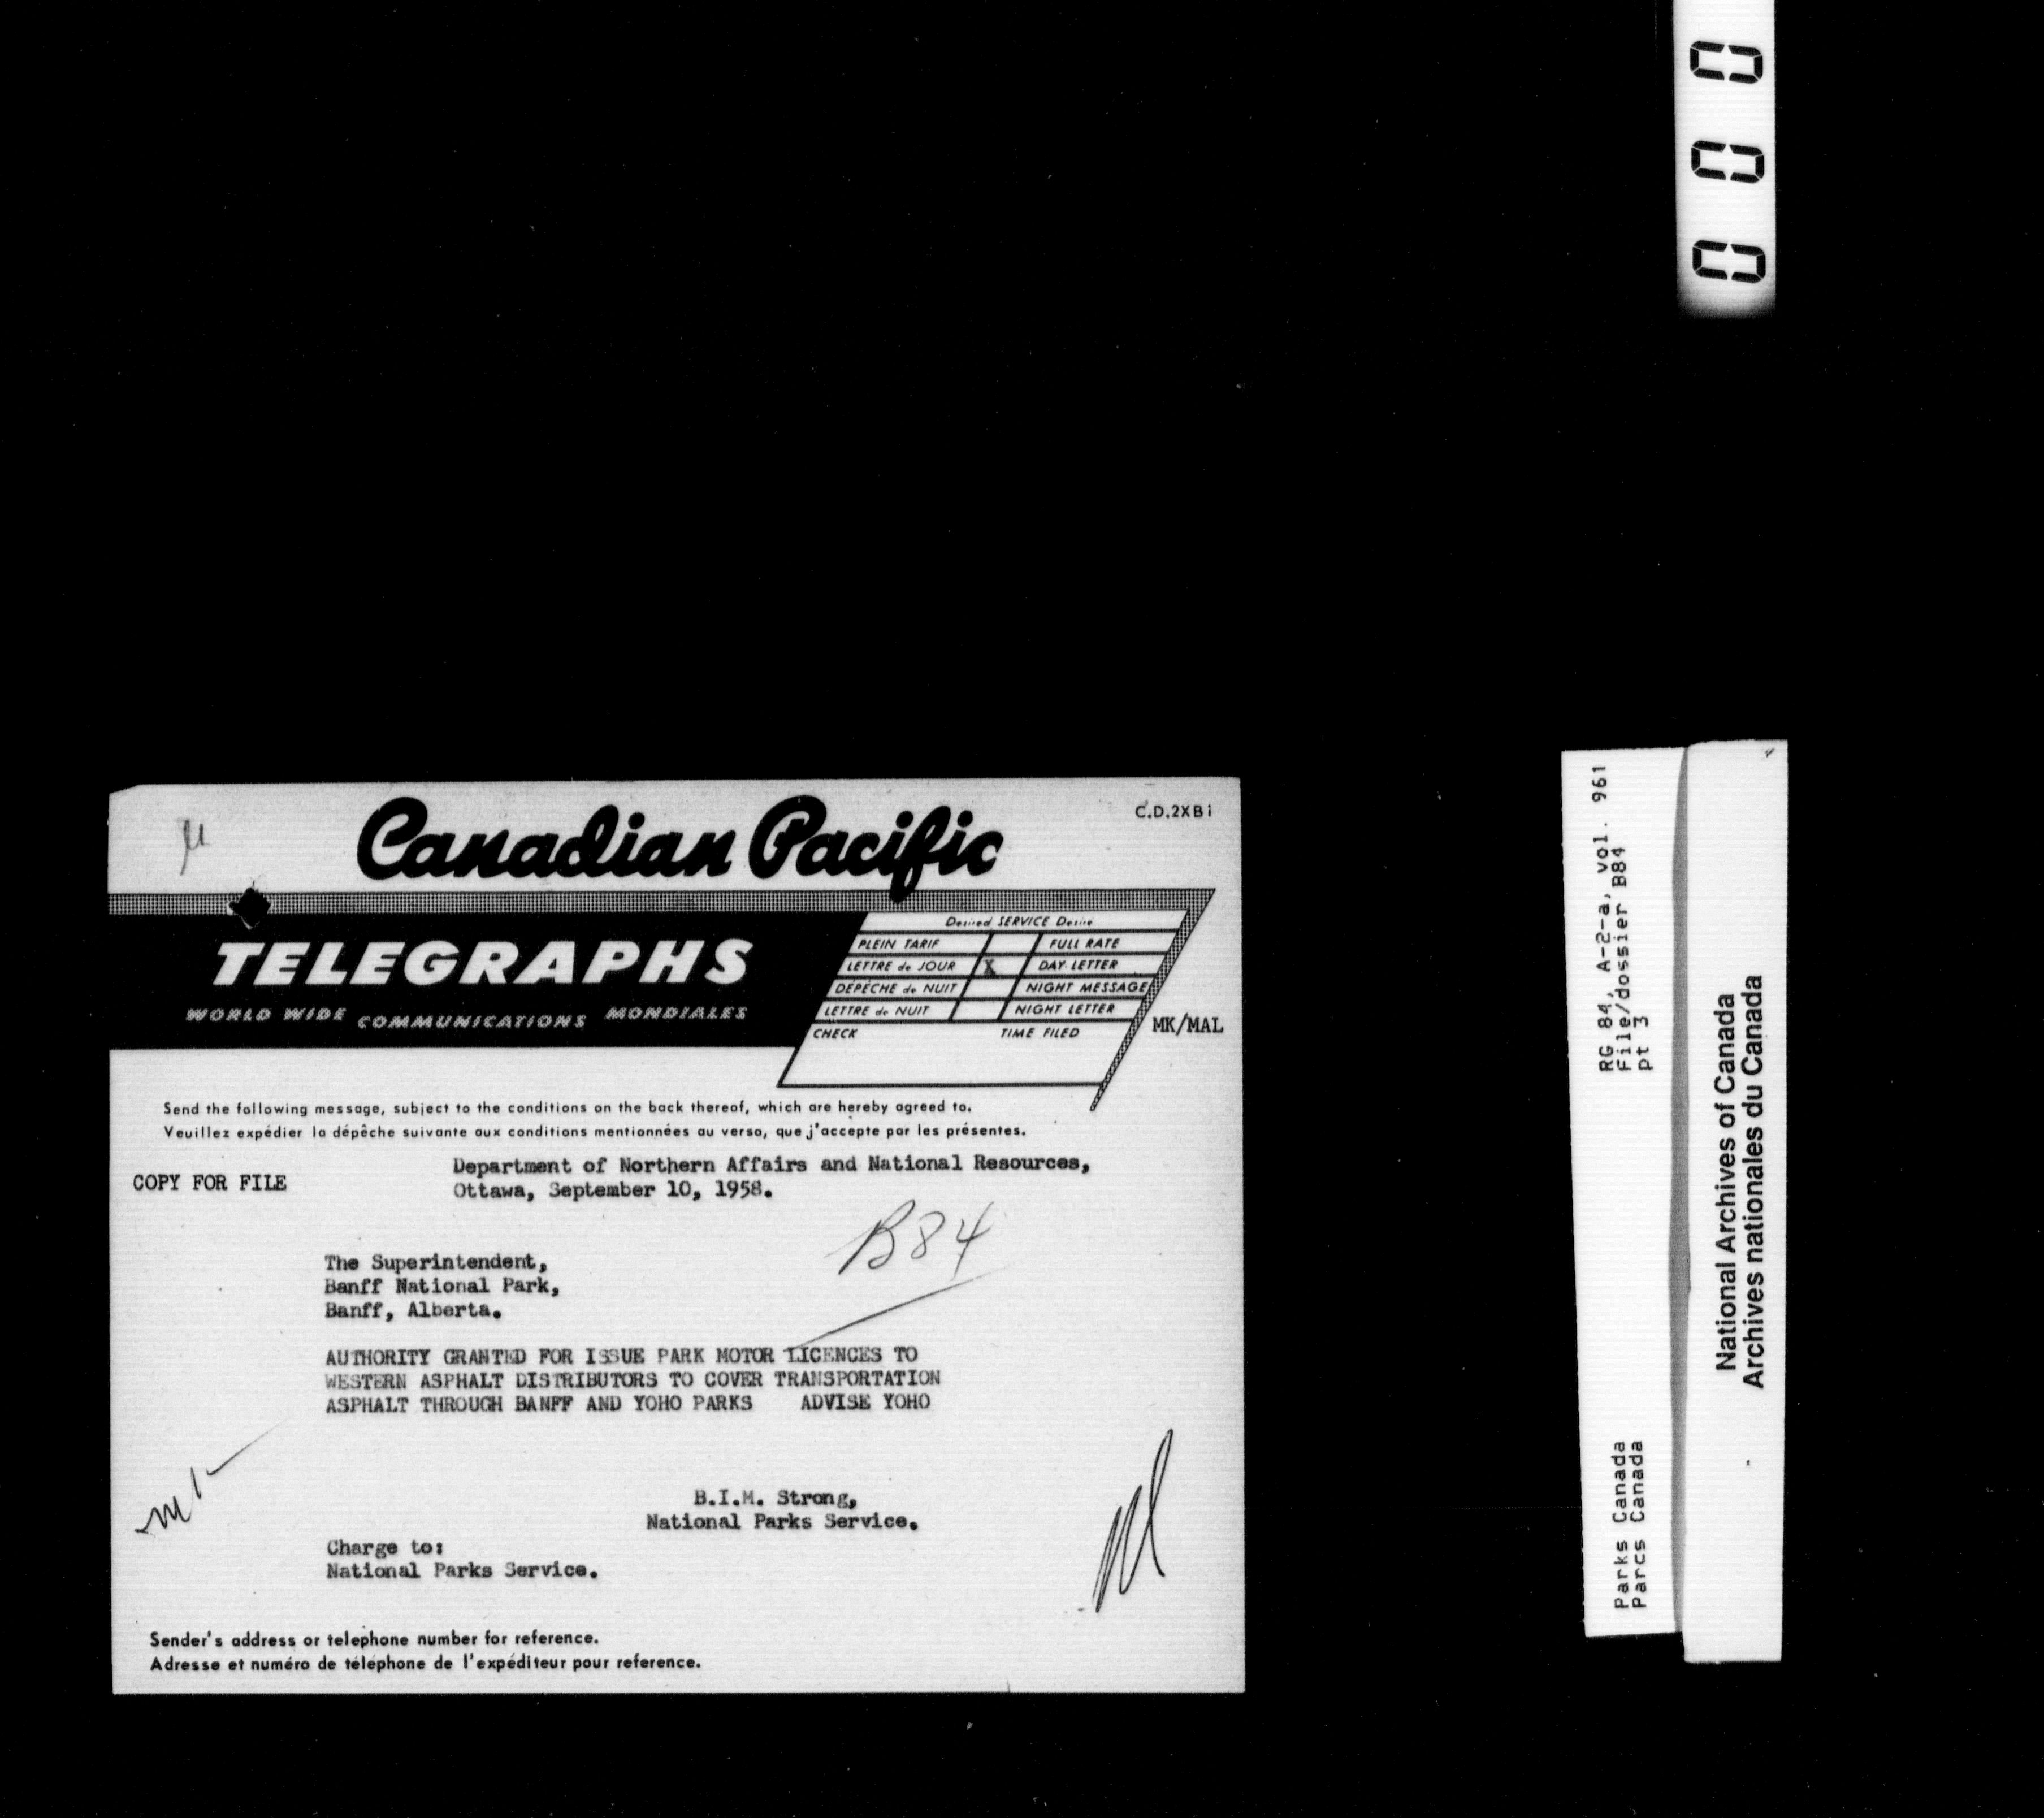 000
Canadian Pacific
C.D.2XB1
TELEGRAPHS
WORLD WIDE COMMUNICATIONS MONDIALES
Desired SERVICE Désiré
PLEIN TARIF FULL RATE
LETTRE de JOUR X DAY LETTER
DÉPÊCHE de NUIT NIGHT MESSAGE
LETTRE de NUIT NIGHT LETTER
CHECK TIME FILED
MK/MAL
Send the following message, subject to the conditions on the back thereof, which are hereby agreed to.
Veuillez expédier la dépêche suivante aux conditions mentionnées au verso, que j'accepte par les présentes.
COPY FOR FILE
Department of Northern Affairs and National Resources,
Ottawa, September 10, 1958.
B84
The Superintendent,
Banff National Park,
Banff, Alberta.
AUTHORITY GRANTED FOR ISSUE PARK MOTOR LICENCES TO
WESTERN ASPHALT DISTRIBUTORS TO COVER TRANSPORTATION
ASPHALT THROUGH BANFF AND YOHO PARKS ADVISE YOHO
B.I.M. Strong,
National Parks Service.
Charge to:
National Parks Service.
Sender's address or telephone number for reference.
Adresse et numéro de téléphone de l'expéditeur pour reference.
RG 84, A-2-a, vol. 961
File/dossier B84
pt 3
Parks Canada
Parcs Canada
National Archives of Canada
Archives nationales du Canada